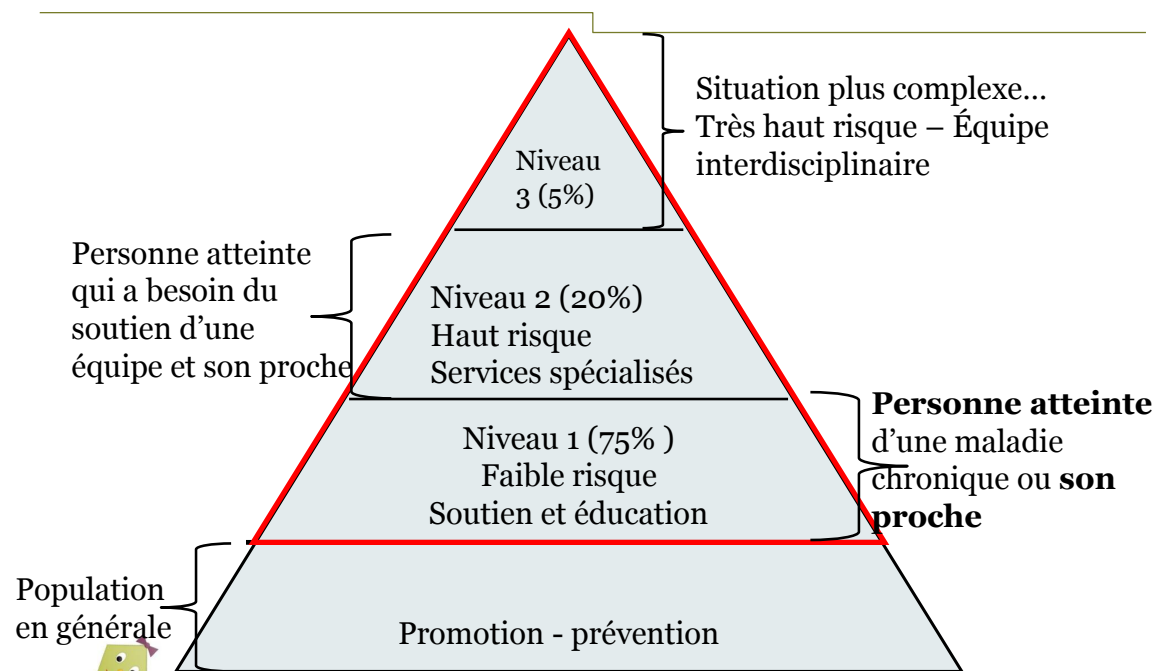 Situation plus complexe...
Très haut risque – Équipe
interdisciplinaire
Niveau
3 (5%)
Personne atteinte
qui a besoin du
soutien d'une
équipe et son proche
Niveau 2 (20%)
Haut risque
Services spécialisés
Personne atteinte
d'une maladie
chronique ou son
proche
Niveau 1 (75% )
Faible risque
Soutien et éducation
Population
en générale
Promotion - prévention